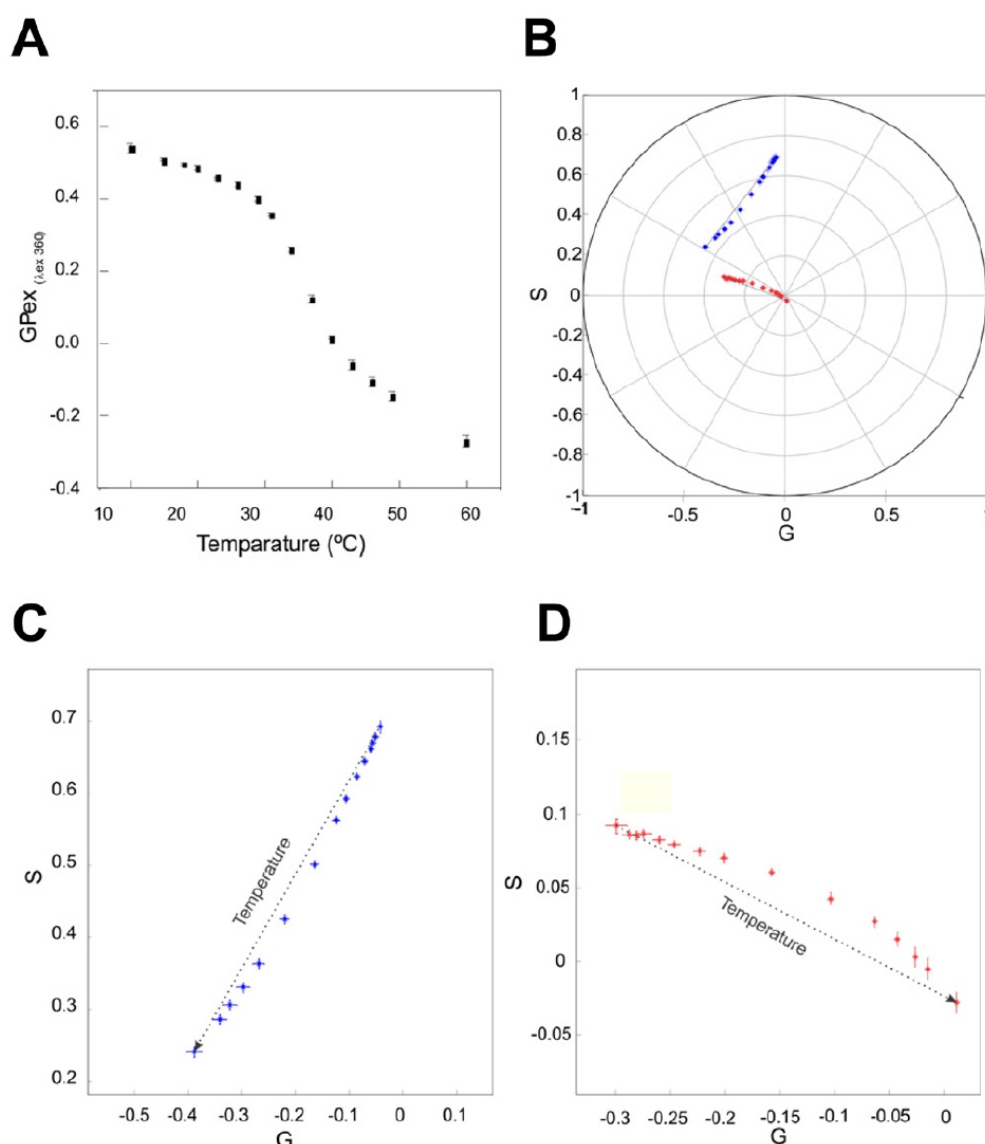 A
GPex (λex 360)
0.6
0.4
0.2
0.0
-0.2
-0.4
10 20 30 40 50 60
Temparature (ºC)
B
S
1
0.8
0.6
0.4
0.2
0
-0.2
-0.4
-0.6
-0.8
-1
-1 -0.5 0 0.5 1
G
C
S
0.7
0.6
0.5
0.4
0.3
0.2
Temperature
-0.5 -0.4 -0.3 -0.2 -0.1 0 0.1
G
D
S
0.15
0.1
0.05
0
-0.05
Temperature
-0.3 -0.25 -0.2 -0.15 -0.1 -0.05 0
G